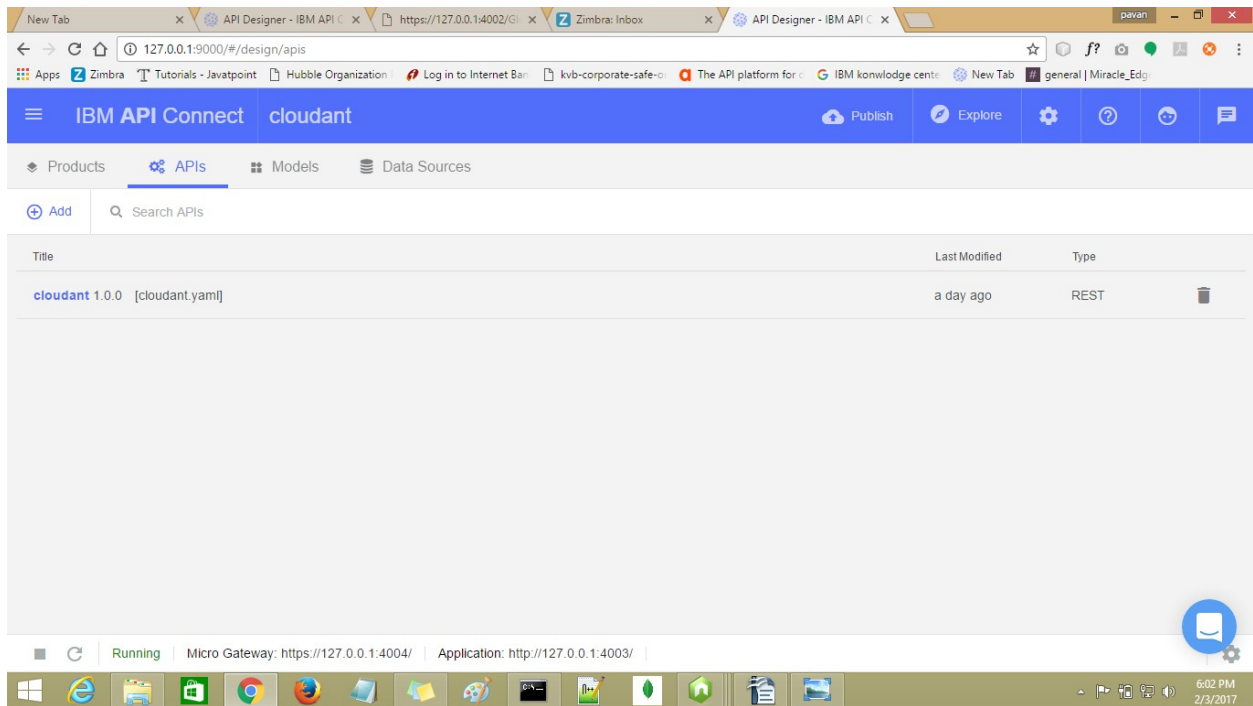 New Tab
API Designer - IBM API C
https://127.0.0.1:4002/GI
Zimbra: Inbox
API Designer - IBM API C
pavan
127.0.0.1:9000/#/design/apis
f?
Apps
Zimbra
Tutorials - Javatpoint
Hubble Organization
Log in to Internet Ban
kvb-corporate-safe-o
The API platform for
IBM konwlodge cente
New Tab
general | Miracle_Edg
IBM API Connect
cloudant
Publish
Explore
Products
APIs
Models
Data Sources
Add
Search APIs
Title
Last Modified
Type
cloudant 1.0.0 [cloudant.yaml]
a day ago
REST
Running
Micro Gateway: https://127.0.0.1:4004/
Application: http://127.0.0.1:4003/
6:02 PM
2/3/2017